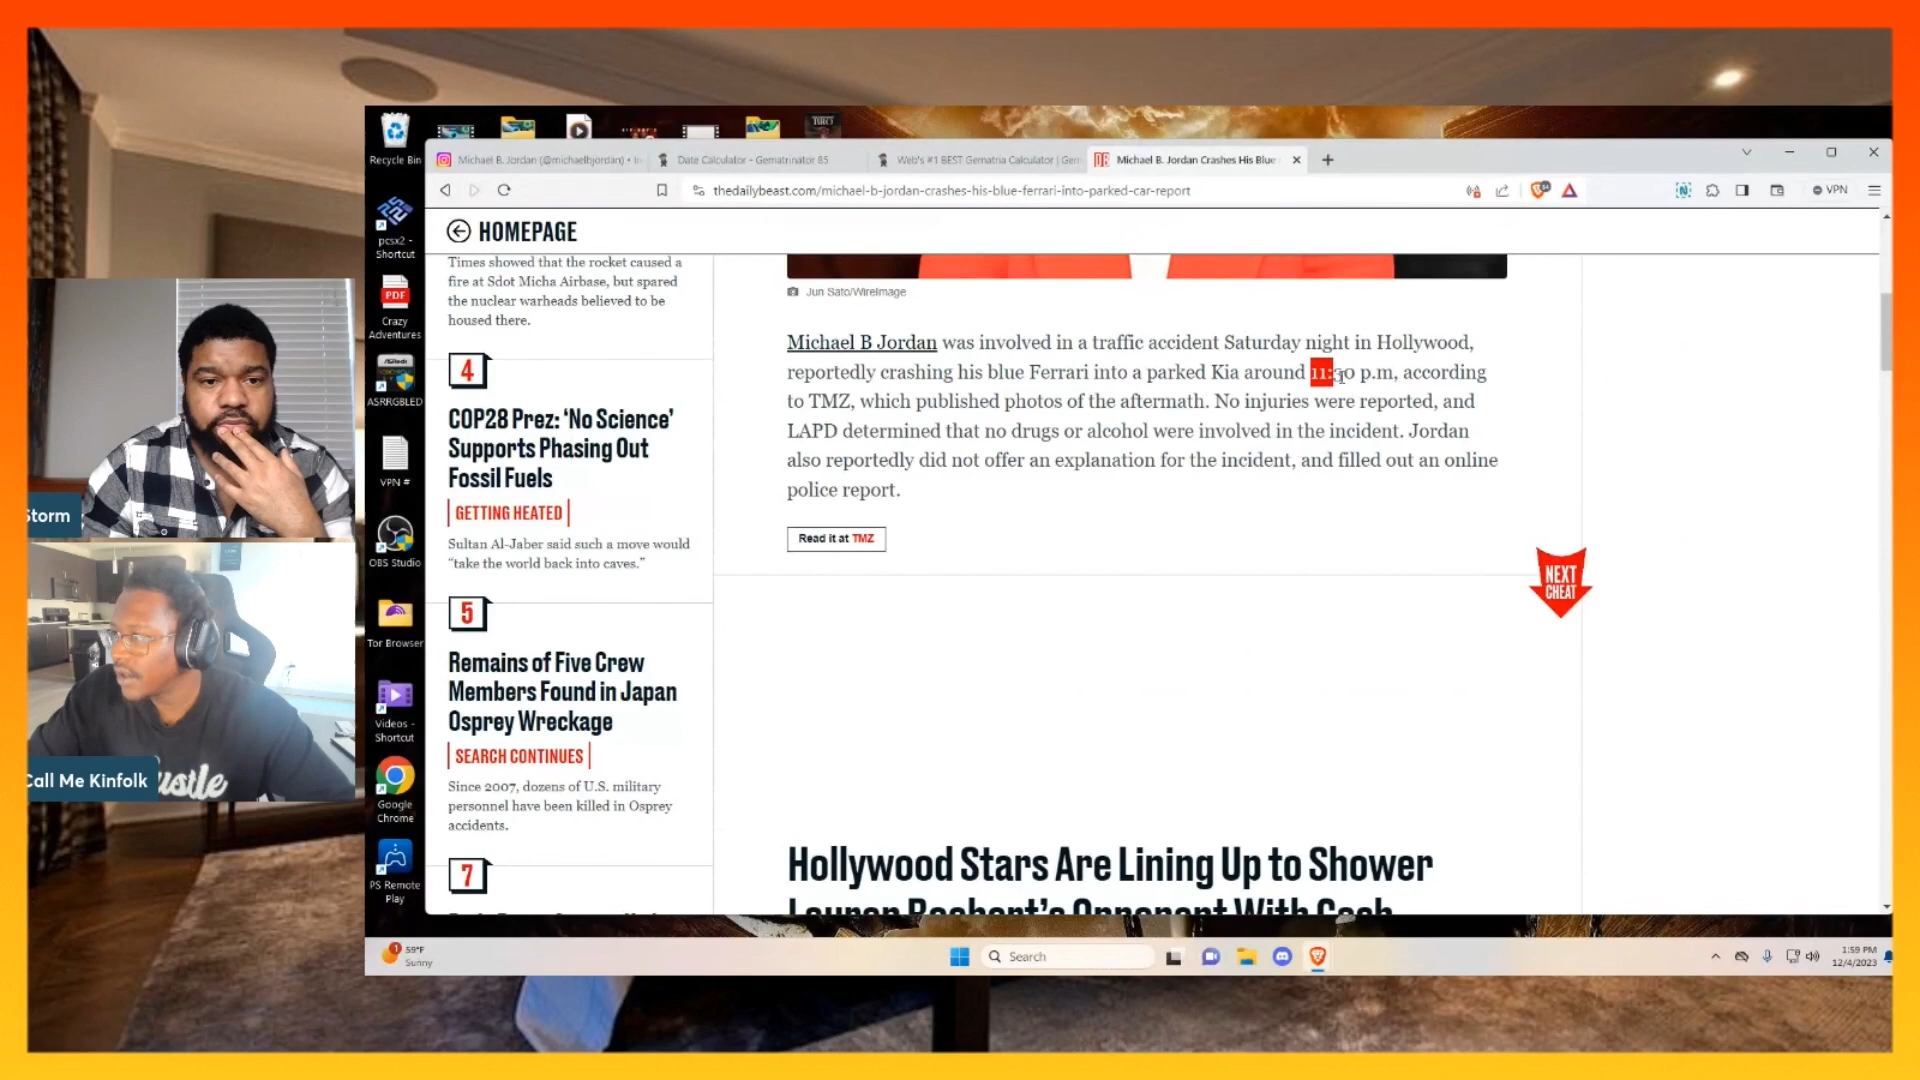 Recycle Bin
pcsx2 -
Shortcut
PDF
Crazy
Adventures
ASRRGBLED
VPN #
OBS Studio
Tor Browser
Videos -
Shortcut
Google
Chrome
PS Remote
Play
Michael B. Jordan (@michaelbjordan) • In
Date Calculator - Gematrinator 85
Web's #1 BEST Gematria Calculator | Gem
Michael B. Jordan Crashes His Blue
thedailybeast.com/michael-b-jordan-crashes-his-blue-ferrari-into-parked-car-report
VPN
HOMEPAGE
Times showed that the rocket caused a
fire at Sdot Micha Airbase, but spared
the nuclear warheads believed to be
housed there.
4
COP28 Prez: ‘No Science’
Supports Phasing Out
Fossil Fuels
GETTING HEATED
Sultan Al-Jaber said such a move would
“take the world back into caves.”
5
Remains of Five Crew
Members Found in Japan
Osprey Wreckage
SEARCH CONTINUES
Since 2007, dozens of U.S. military
personnel have been killed in Osprey
accidents.
7
Jun Sato/WireImage
Michael B Jordan was involved in a traffic accident Saturday night in Hollywood,
reportedly crashing his blue Ferrari into a parked Kia around 11:30 p.m, according
to TMZ, which published photos of the aftermath. No injuries were reported, and
LAPD determined that no drugs or alcohol were involved in the incident. Jordan
also reportedly did not offer an explanation for the incident, and filled out an online
police report.
Read it at TMZ
NEXT
CHEAT
Hollywood Stars Are Lining Up to Shower
Lauren Boebert’s Opponent With Cash
Storm
Call Me Kinfolk
ustle
1
59°F
Sunny
Search
1:59 PM
12/4/2023